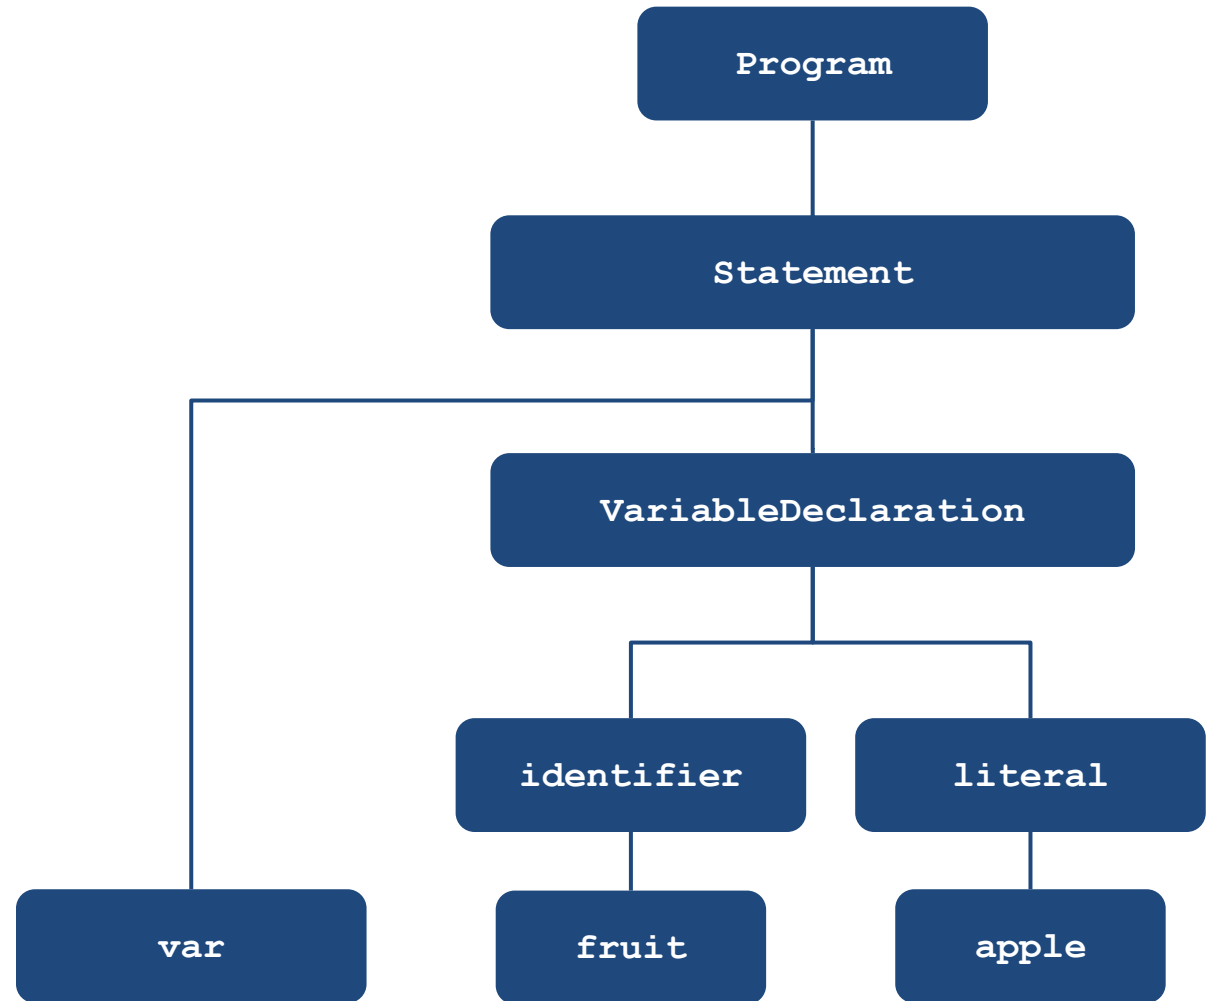 Program
Statement
VariableDeclaration
identifier
literal
var
fruit
apple